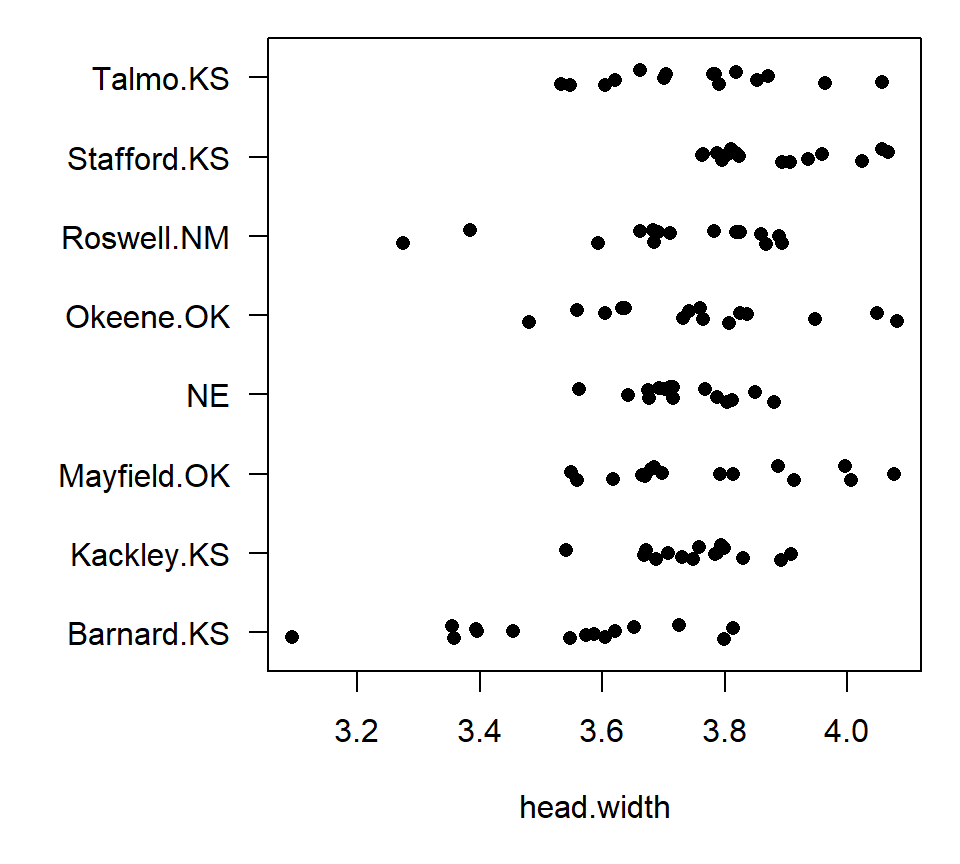 Talmo.KS
Stafford.KS
Roswell.NM
Okeene.OK
NE
Mayfield.OK
Kackley.KS
Barnard.KS
3.2 3.4 3.6 3.8 4.0
head.width